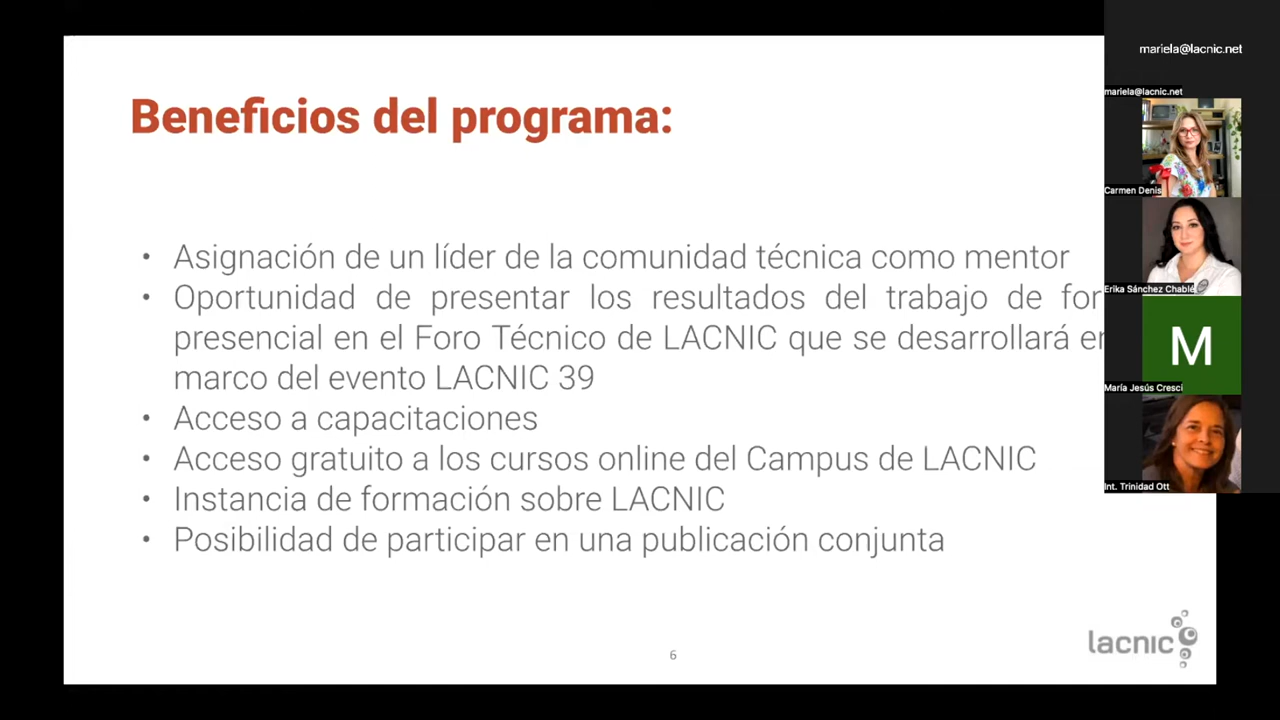 Beneficios del programa:
• Asignación de un líder de la comunidad técnica como mentor
• Oportunidad de presentar los resultados del trabajo de
presencial en el Foro Técnico de LACNIC que se desarrollará
marco del evento LACNIC 39
• Acceso a capacitaciones
• Acceso gratuito a los cursos online del Campus de LACNIC
• Instancia de formación sobre LACNIC
• Posibilidad de participar en una publicación conjunta
6
lacnic
mariela@lacnic.net
mariela@lacnic.net
Carmen Denis
Erika Sánchez Chablé
M
María Jesús Cresci
Int. Trinidad Ott